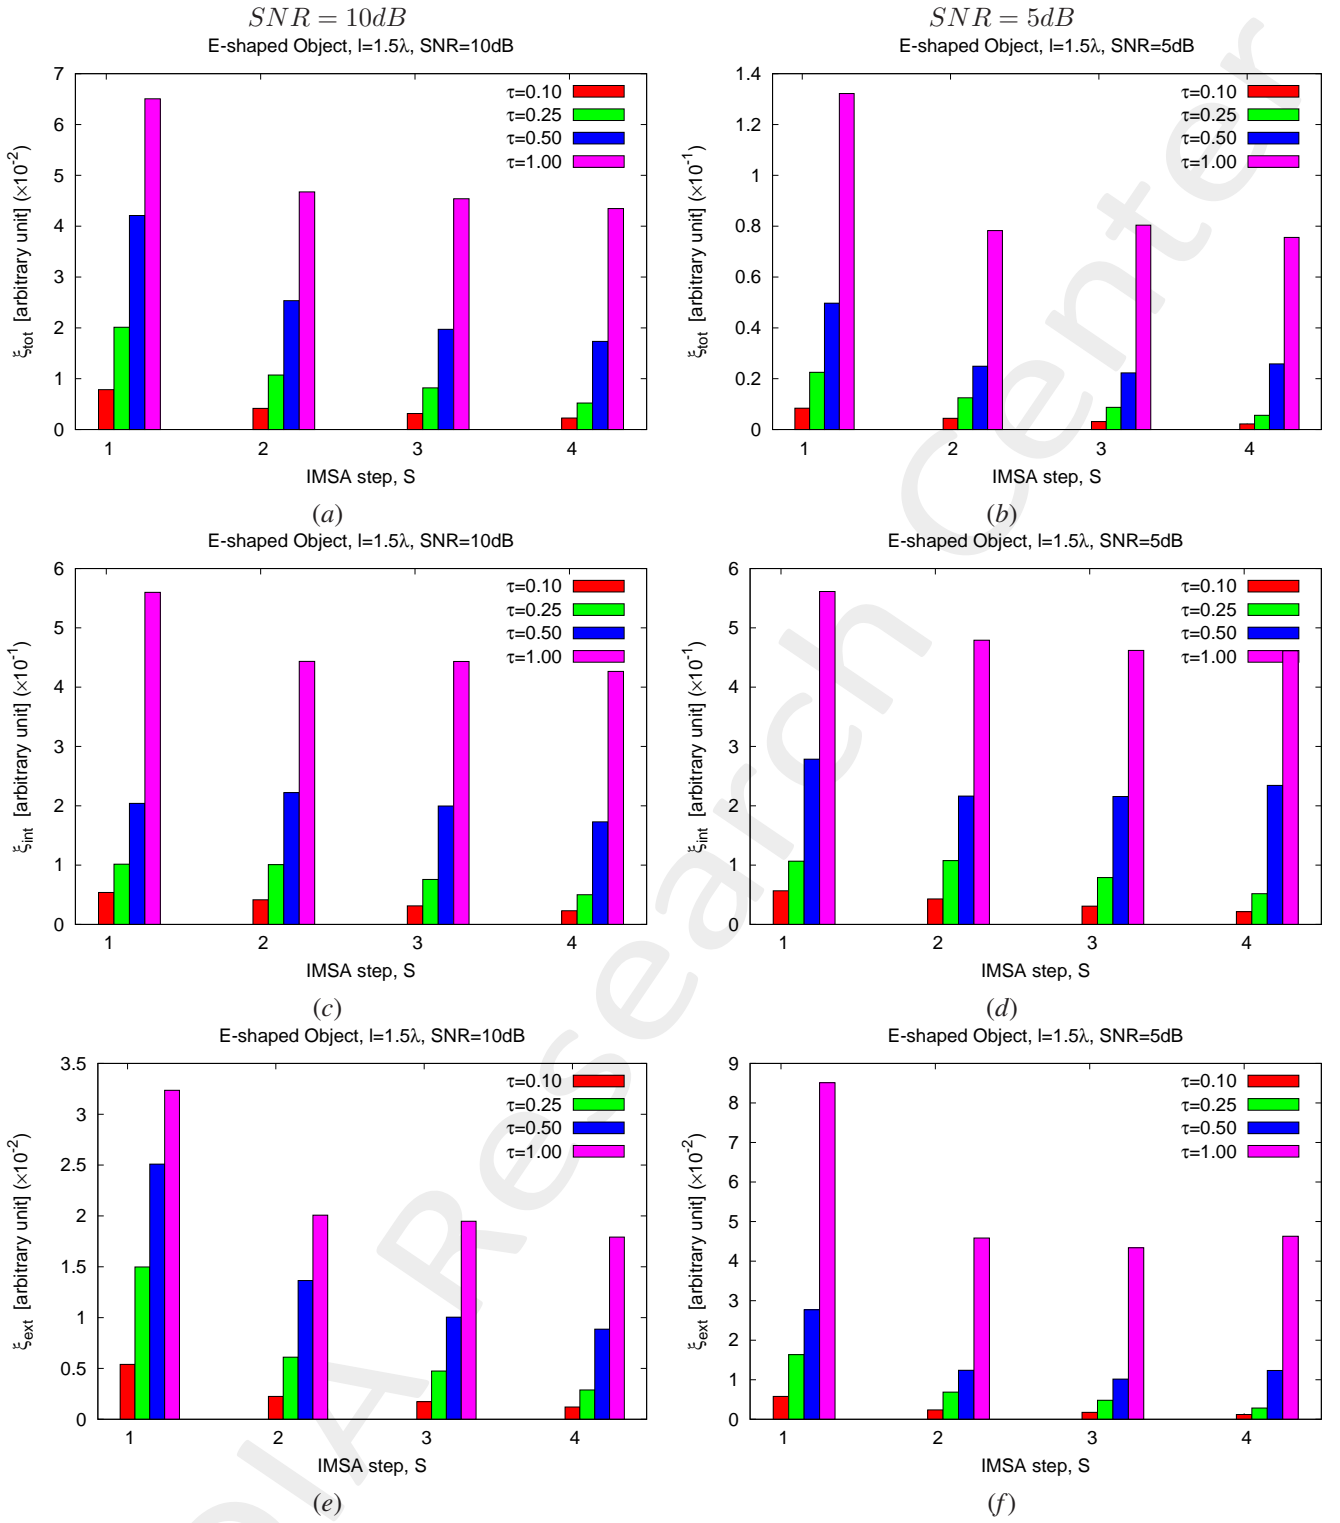 SNR = 10dB
SNR = 5dB
E-shaped Object, l=1.5λ, SNR=10dB
ξtot [arbitrary unit] (×10-2)
7
6
5
4
3
2
1
0
τ=0.10
τ=0.25
τ=0.50
τ=1.00
1 2 3 4
IMSA step, S
(a)
E-shaped Object, l=1.5λ, SNR=5dB
ξtot [arbitrary unit] (×10-1)
1.4
1.2
1
0.8
0.6
0.4
0.2
0
τ=0.10
τ=0.25
τ=0.50
τ=1.00
1 2 3 4
IMSA step, S
(b)
E-shaped Object, l=1.5λ, SNR=10dB
ξint [arbitrary unit] (×10-1)
6
5
4
3
2
1
0
τ=0.10
τ=0.25
τ=0.50
τ=1.00
1 2 3 4
IMSA step, S
(c)
E-shaped Object, l=1.5λ, SNR=5dB
ξint [arbitrary unit] (×10-1)
6
5
4
3
2
1
0
τ=0.10
τ=0.25
τ=0.50
τ=1.00
1 2 3 4
IMSA step, S
(d)
E-shaped Object, l=1.5λ, SNR=10dB
ξext [arbitrary unit] (×10-2)
3.5
3
2.5
2
1.5
1
0.5
0
τ=0.10
τ=0.25
τ=0.50
τ=1.00
1 2 3 4
IMSA step, S
(e)
E-shaped Object, l=1.5λ, SNR=5dB
ξext [arbitrary unit] (×10-2)
9
8
7
6
5
4
3
2
1
0
τ=0.10
τ=0.25
τ=0.50
τ=1.00
1 2 3 4
IMSA step, S
(f)
Research Center